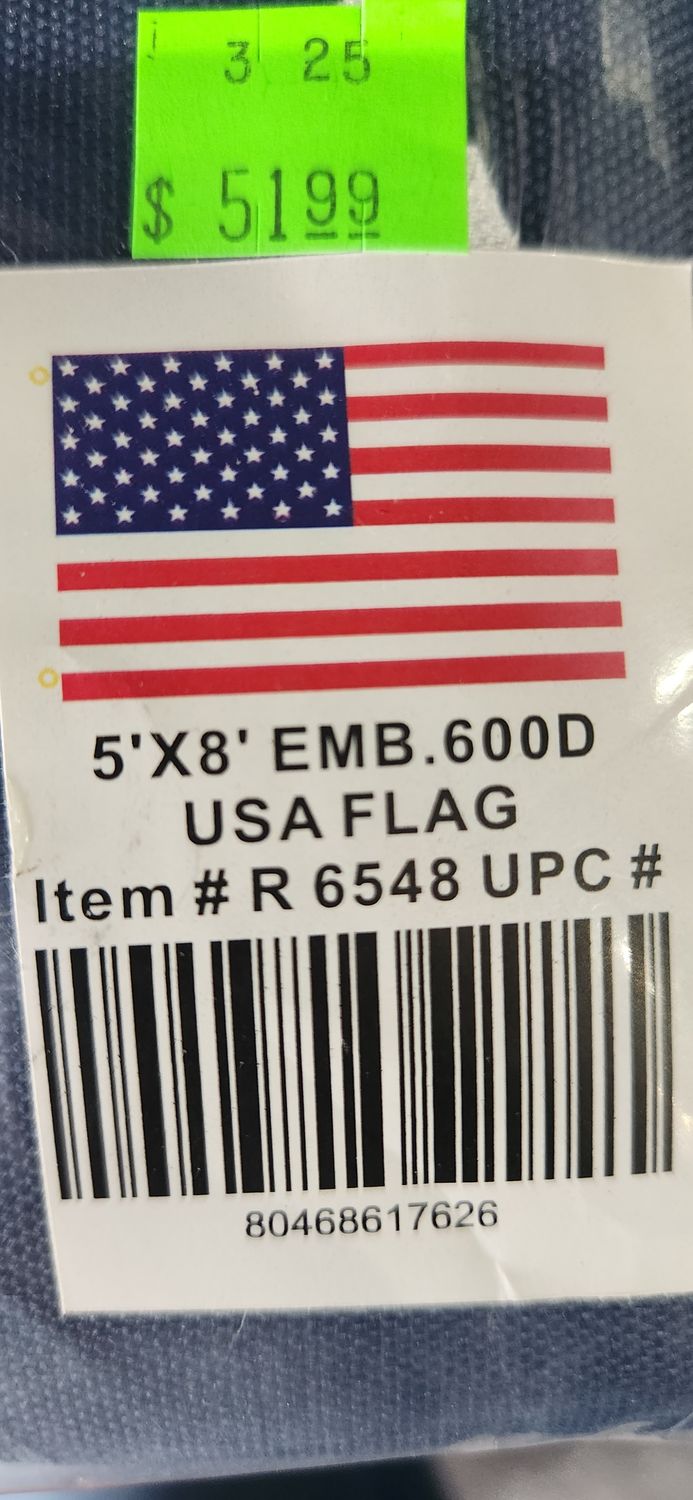 3 25
$ 5199
5'X8' EMB.600D
USA FLAG
Item # R 6548 UPC #
80468617626